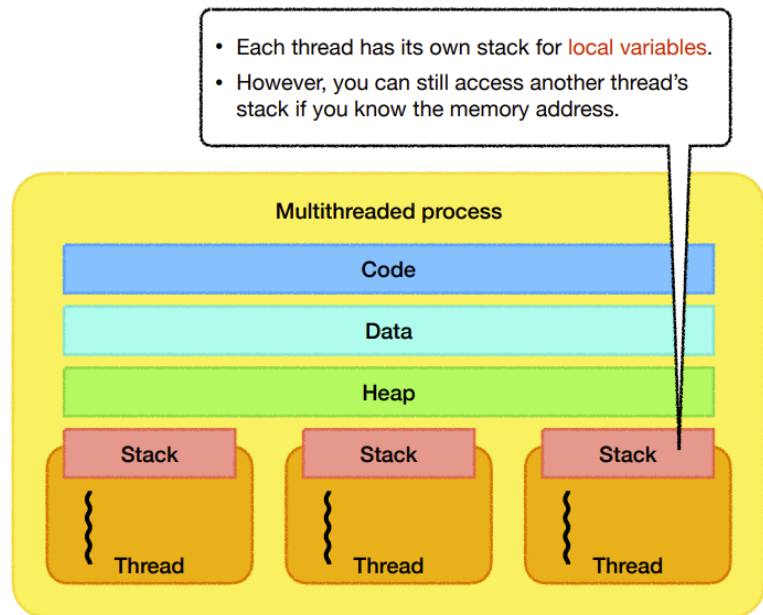 • Each thread has its own stack for local variables.
• However, you can still access another thread's
stack if you know the memory address.
Multithreaded process
Code
Data
Heap
Stack
Stack
Stack
Thread
Thread
Thread